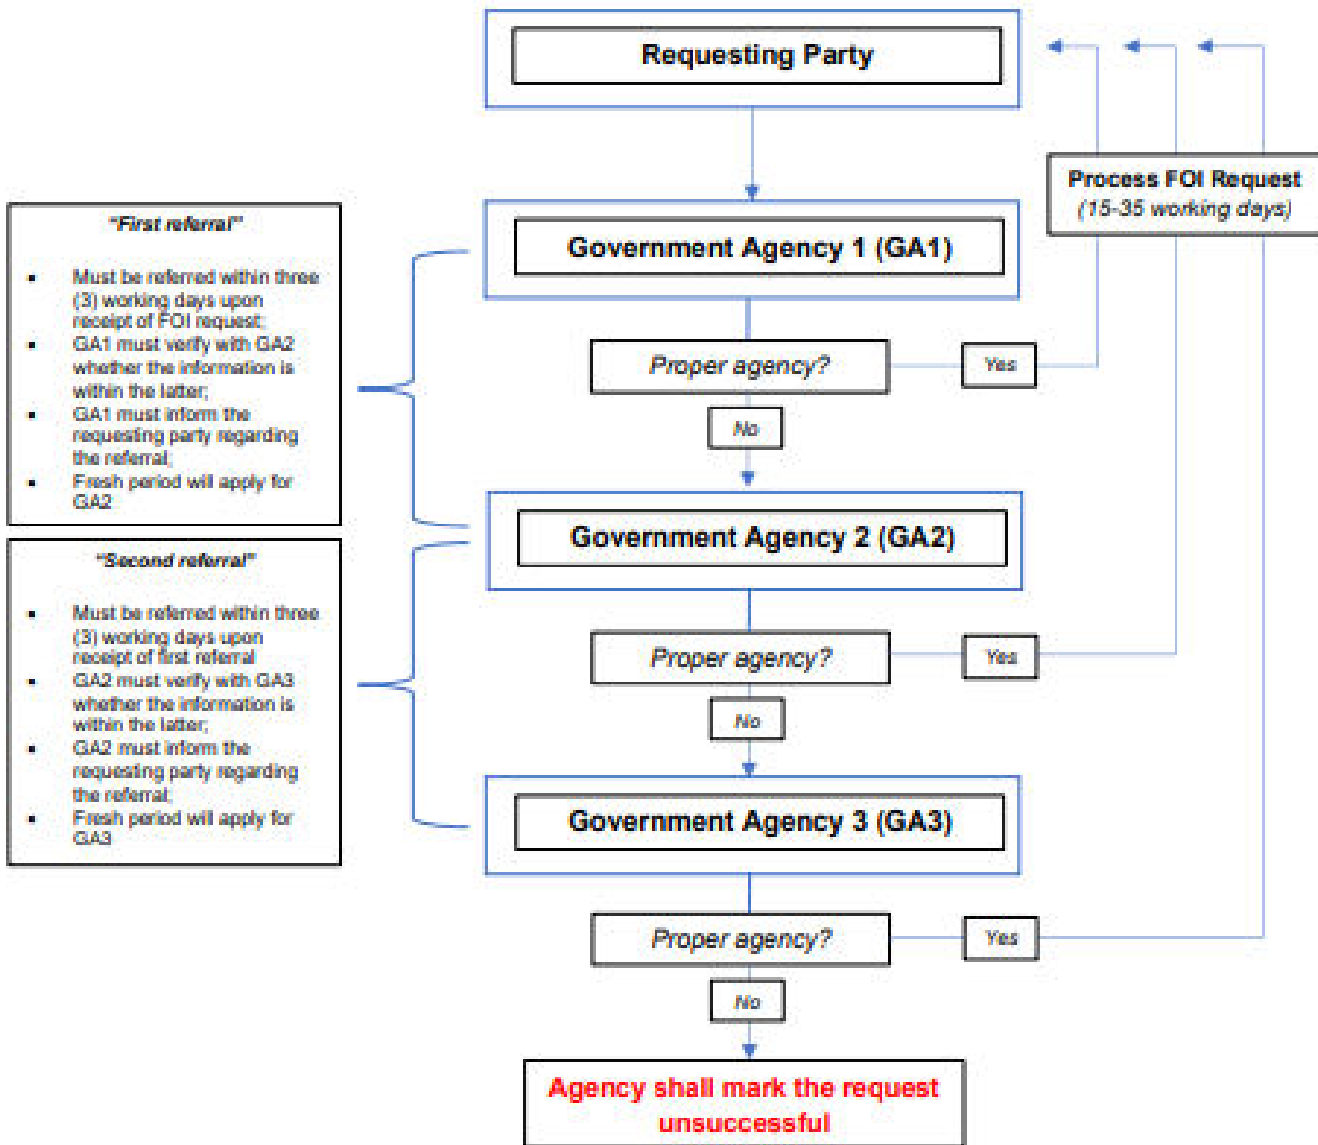 Requesting Party
Process FOI Request
(15-35 working days)
"First referral"
• Must be referred within three
(3) working days upon
receipt of FOI request;
• GA1 must verify with GA2
whether the information is
within the latter;
• GA1 must inform the
requesting party regarding
the referral;
• Fresh period will apply for
GA2
Government Agency 1 (GA1)
Proper agency?
Yes
No
Government Agency 2 (GA2)
"Second referral"
• Must be referred within three
(3) working days upon
receipt of first referral
• GA2 must verify with GA3
whether the information is
within the latter;
• GA2 must inform the
requesting party regarding
the referral;
• Fresh period will apply for
GA3
Proper agency?
Yes
No
Government Agency 3 (GA3)
Proper agency?
Yes
No
Agency shall mark the request
unsuccessful